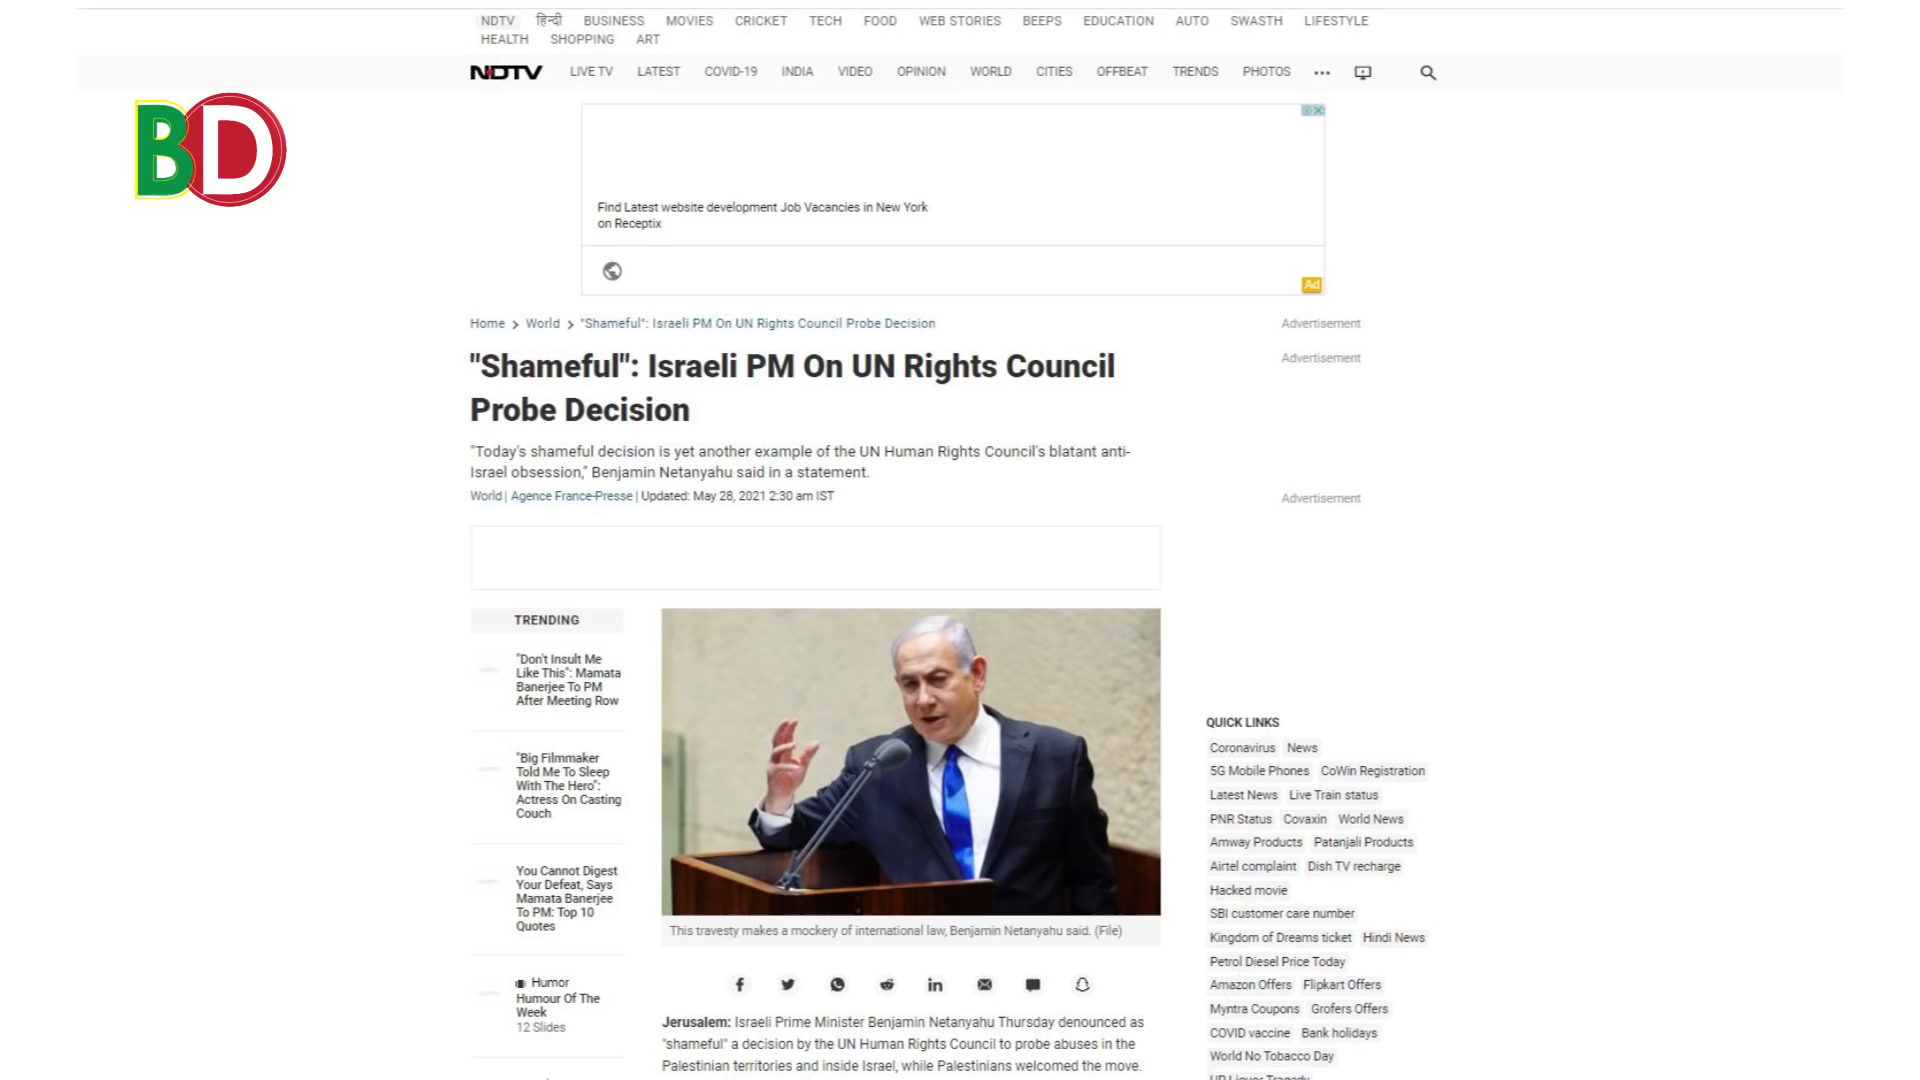 NDTV हिन्दी BUSINESS MOVIES CRICKET TECH FOOD WEB STORIES BEEPS EDUCATION AUTO SWASTH LIFESTYLE
HEALTH SHOPPING ART
NDTV LIVE TV LATEST COVID-19 INDIA VIDEO OPINION WORLD CITIES OFFBEAT TRENDS PHOTOS
BD
Find Latest website development Job Vacancies in New York
on Receptix
Ad
Home > World > "Shameful": Israeli PM On UN Rights Council Probe Decision
Advertisement
"Shameful": Israeli PM On UN Rights Council
Probe Decision
Advertisement
"Today's shameful decision is yet another example of the UN Human Rights Council's blatant anti-
Israel obsession," Benjamin Netanyahu said in a statement.
World | Agence France-Presse | Updated: May 28, 2021 2:30 am IST
Advertisement
TRENDING
"Don't Insult Me
Like This": Mamata
Banerjee To PM
After Meeting Row
"Big Filmmaker
Told Me To Sleep
With The Hero":
Actress On Casting
Couch
You Cannot Digest
Your Defeat, Says
Mamata Banerjee
To PM: Top 10
Quotes
Humor
Humour Of The
Week
12 Slides
This travesty makes a mockery of international law, Benjamin Netanyahu said. (File)
Jerusalem: Israeli Prime Minister Benjamin Netanyahu Thursday denounced as
"shameful" a decision by the UN Human Rights Council to probe abuses in the
Palestinian territories and inside Israel, while Palestinians welcomed the move.
QUICK LINKS
Coronavirus News
5G Mobile Phones CoWin Registration
Latest News Live Train status
PNR Status Covaxin World News
Amway Products Patanjali Products
Airtel complaint Dish TV recharge
Hacked movie
SBI customer care number
Kingdom of Dreams ticket Hindi News
Petrol Diesel Price Today
Amazon Offers Flipkart Offers
Myntra Coupons Grofers Offers
COVID vaccine Bank holidays
World No Tobacco Day
UP Liquor Tragedy